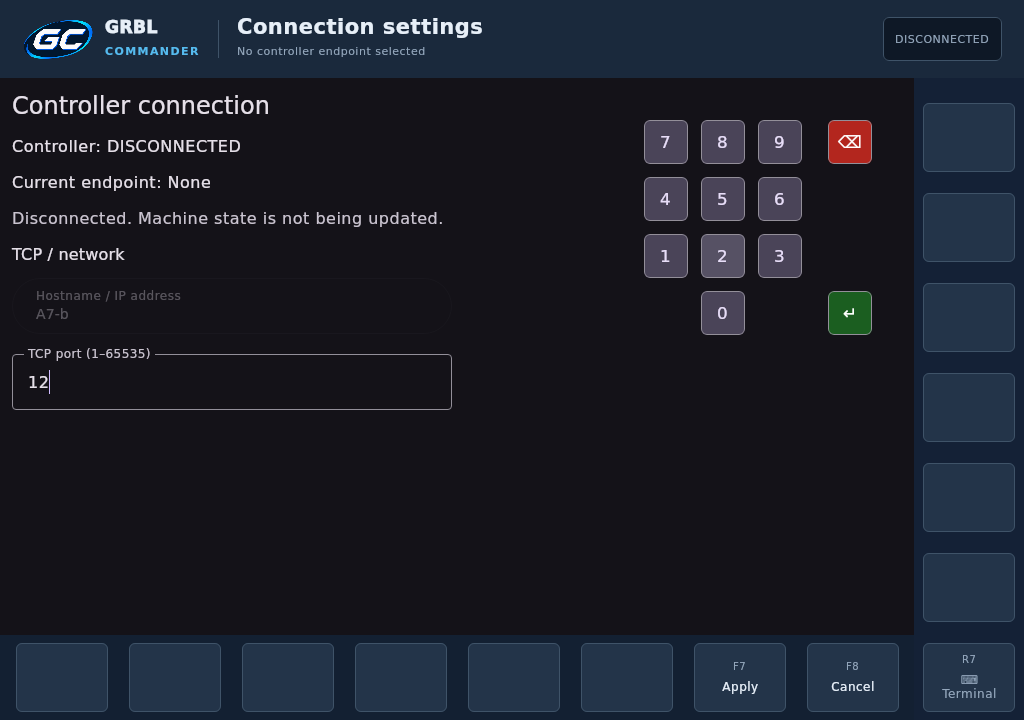 GC
GRBL
COMMANDER
Connection settings
No controller endpoint selected
DISCONNECTED
Controller connection
Controller: DISCONNECTED
Current endpoint: None
Disconnected. Machine state is not being updated.
TCP / network
Hostname / IP address
A7-b
TCP port (1–65535)
12
7 8 9 ⌫
4 5 6
1 2 3
0 ↵
F7
Apply
F8
Cancel
R7
⌨
Terminal